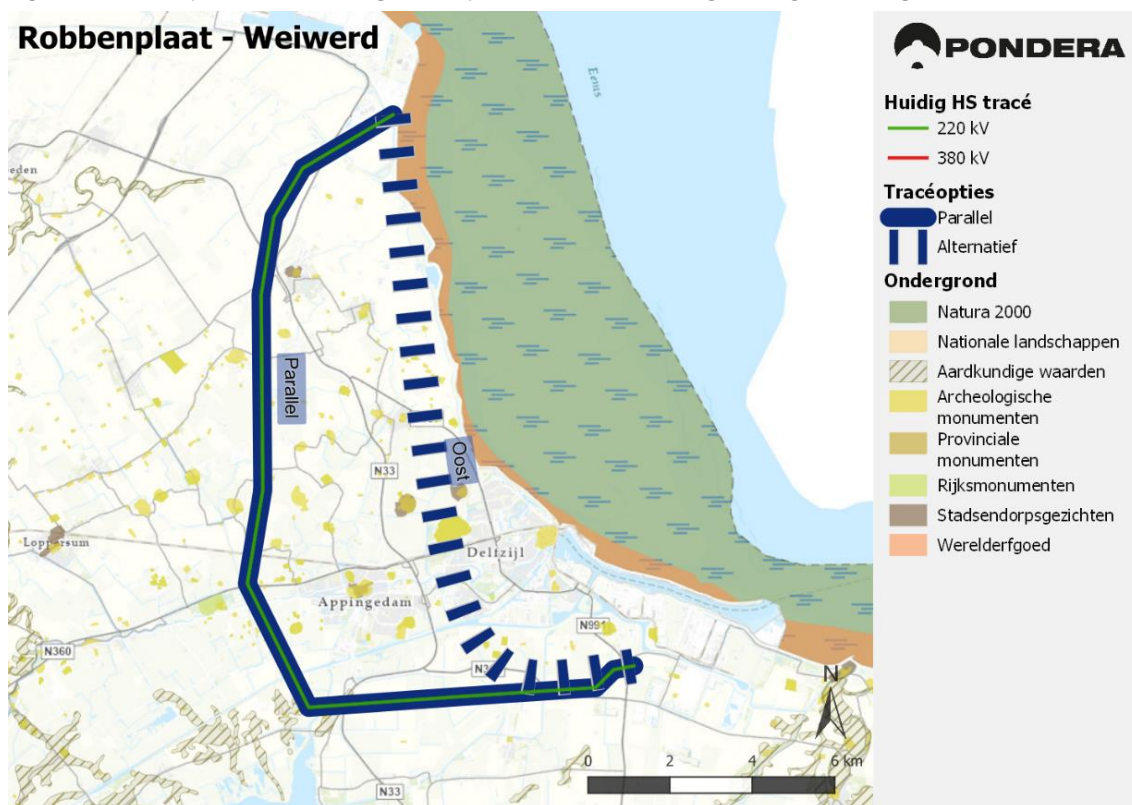 Robbenplaat - Weiwerd
Eems
eeden
Parallel
Oost
N33
Loppersum
Delfzijl
Appingedam
N991
N360
N33
N
0 2 4 6 km
PONDERA
Huidig HS tracé
220 kV
380 kV
Tracéopties
Parallel
Alternatief
Ondergrond
Natura 2000
Nationale landschappen
Aardkundige waarden
Archeologische
monumenten
Provinciale
monumenten
Rijksmonumenten
Stadsendorpsgezichten
Werelderfgoed